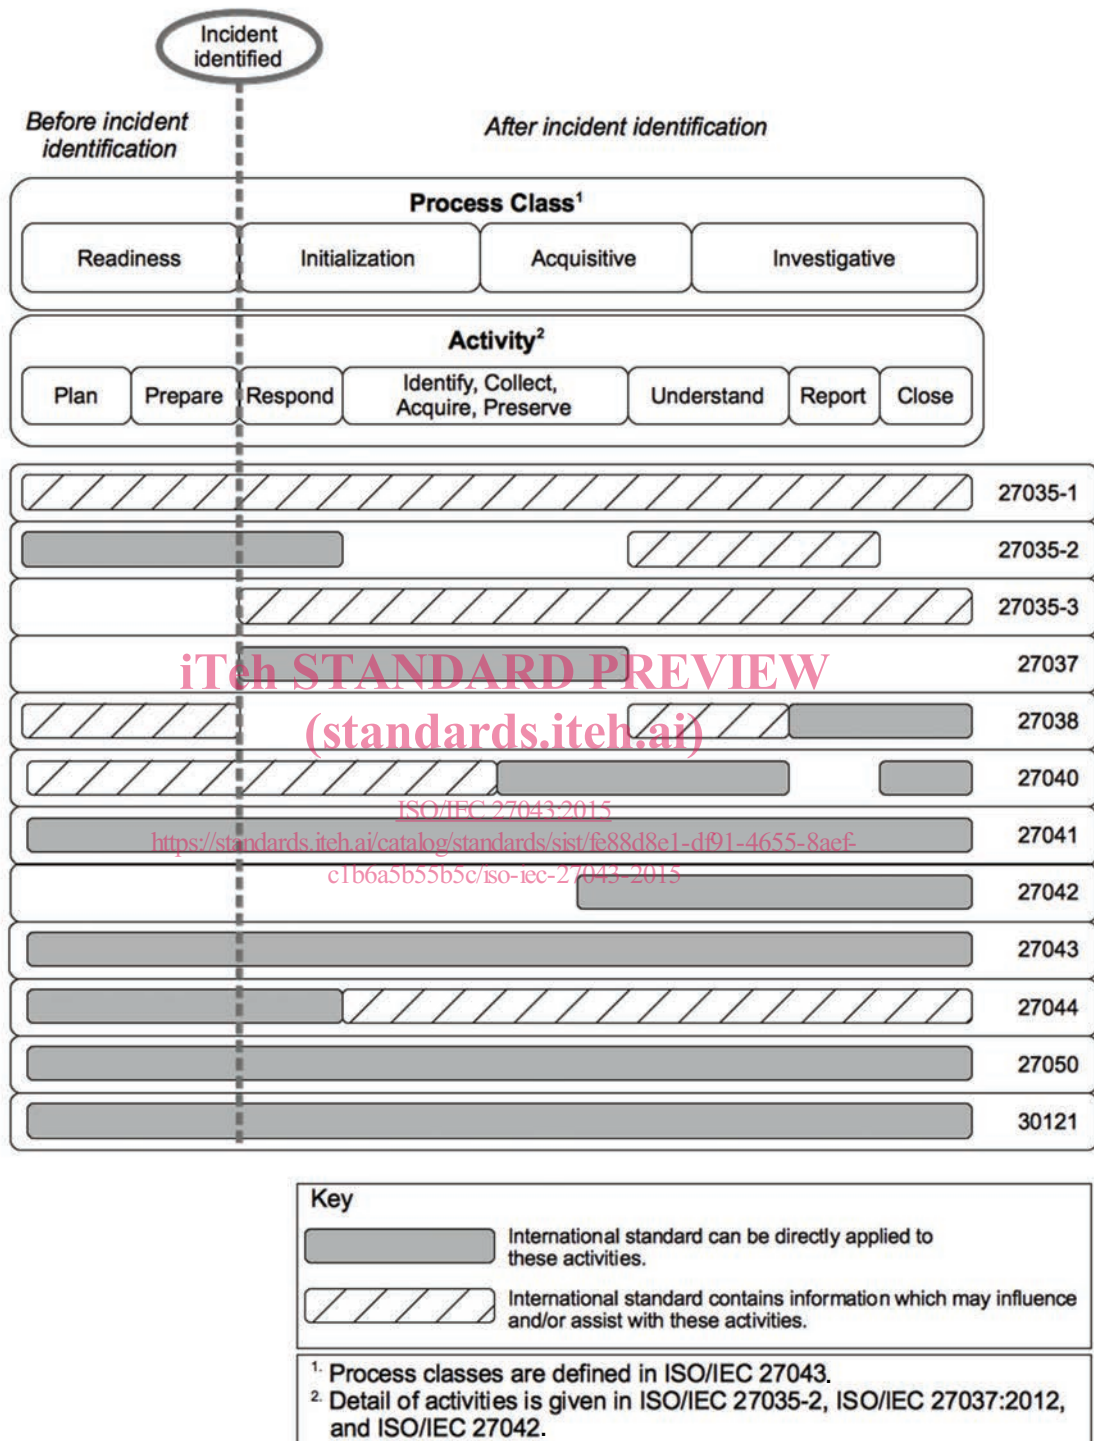 Incident
identified
Before incident
identification
After incident identification
Process Class1
Readiness
Initialization
Acquisitive
Investigative
Activity2
Plan
Prepare
Respond
Identify, Collect,
Acquire, Preserve
Understand
Report
Close
27035-1
27035-2
27035-3
27037
iTeh STANDARD PREVIEW
27038
(standards.iteh.ai)
27040
ISO/IEC 27043:2015
27041
https://standards.iteh.ai/catalog/standards/sist/fe88d8e1-df91-4655-8aef-
c1b6a5b55b5c/iso-iec-27043-2015
27042
27043
27044
27050
30121
Key
International standard can be directly applied to
these activities.
International standard contains information which may influence
and/or assist with these activities.
1. Process classes are defined in ISO/IEC 27043.
2. Detail of activities is given in ISO/IEC 27035-2, ISO/IEC 27037:2012,
and ISO/IEC 27042.